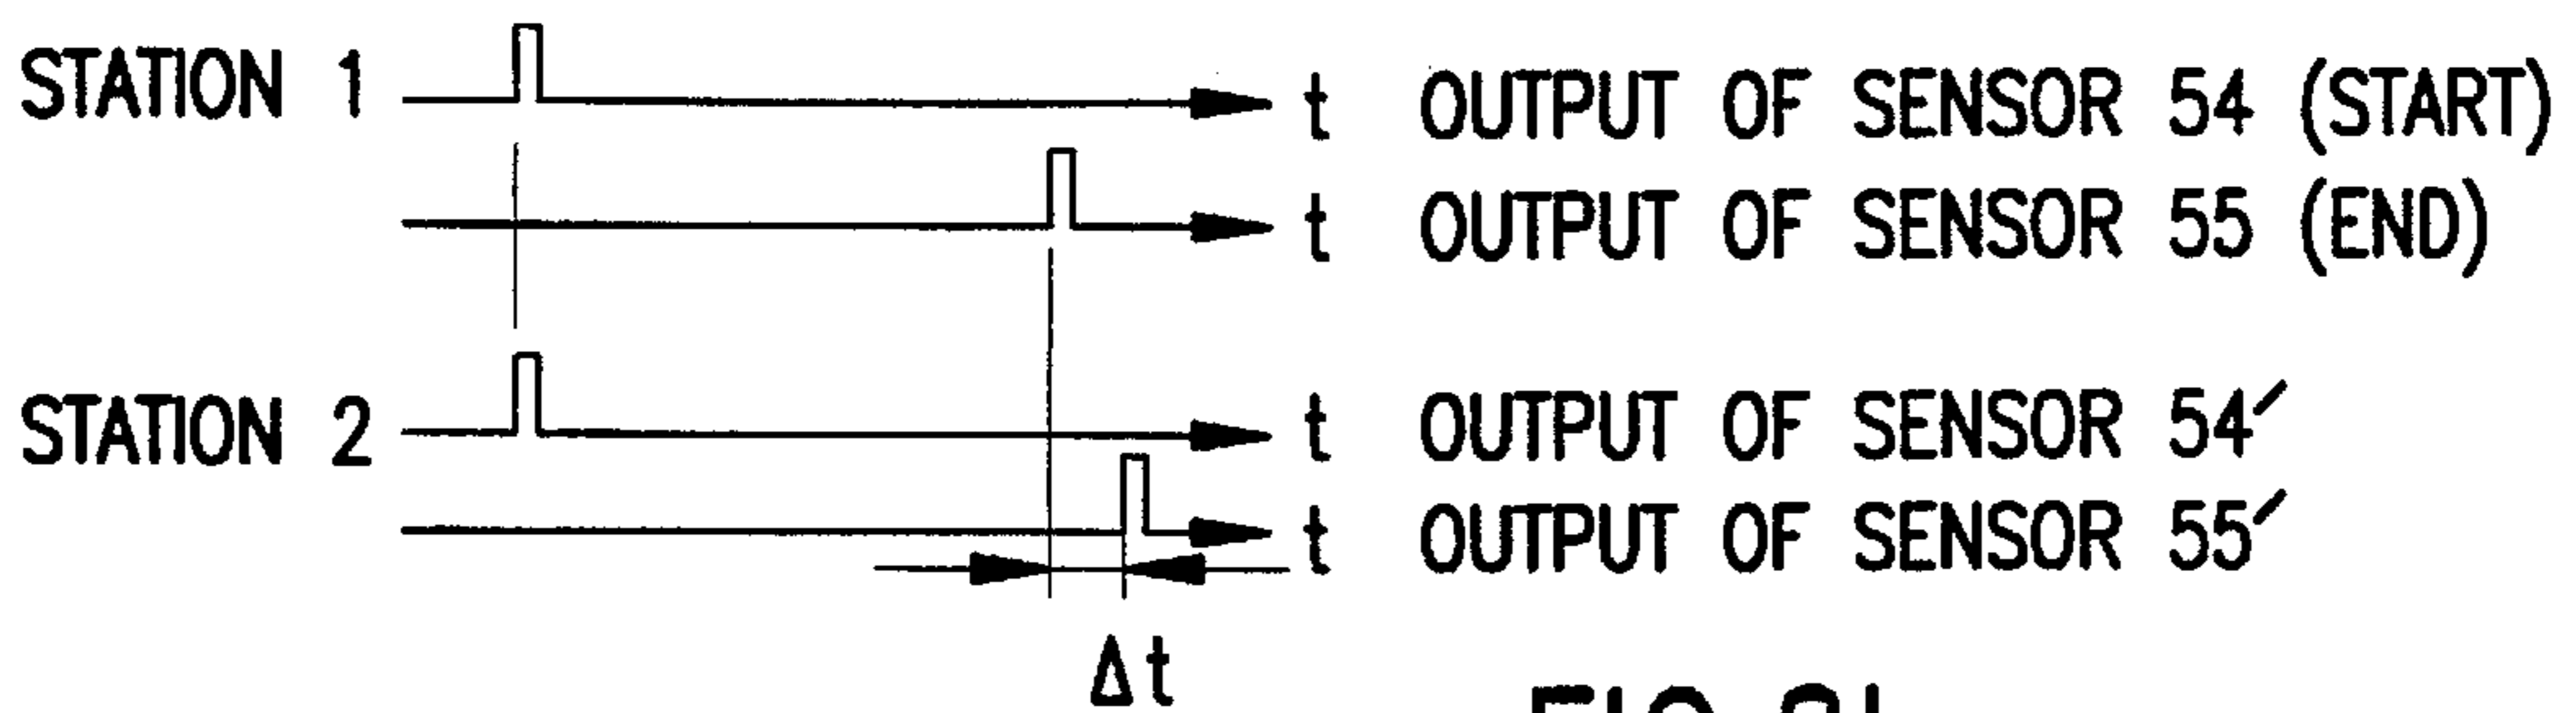 STATION 1 t OUTPUT OF SENSOR 54 (START)
t OUTPUT OF SENSOR 55 (END)
STATION 2 t OUTPUT OF SENSOR 54′
t OUTPUT OF SENSOR 55′
Δt